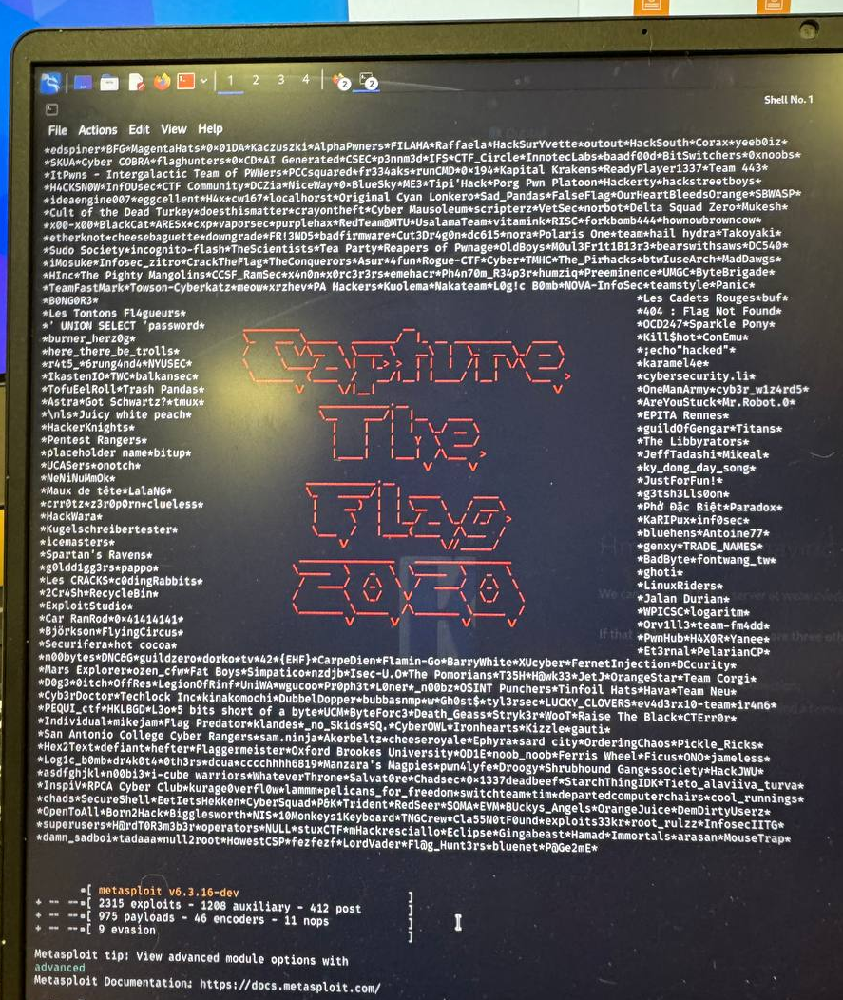 1 2 3 4 2 2
Shell No. 1
File Actions Edit View Help
*edspiner*BFG*MagentaHats*0×01DA*Kaczuszki*AlphaPwners*FILAHA*Raffaela*HackSurYvette*outout*HackSouth*Corax*yeeb0iz*
*SKUA*Cyber COBRA*flaghunters*0×CD*AI Generated*CSEC*p3nnm3d*IFS*CTF_Circle*InnotecLabs*baadf00d*BitSwitchers*0xnoobs*
*ItPwns - Intergalactic Team of PWNers*PCCsquared*fr334aks*runCMD*0×194*Kapital Krakens*ReadyPlayer1337*Team 443*
*H4CKSN0W*InfOUsec*CTF Community*DCZia*NiceWay*0×BlueSky*ME3*Tipi'Hack*Porg Pwn Platoon*Hackerty*hackstreetboys*
*ideaengine007*eggcellent*H4x*cw167*localhorst*Original Cyan Lonkero*Sad_Pandas*FalseFlag*OurHeartBleedsOrange*SBWASP*
*Cult of the Dead Turkey*doesthismatter*crayontheft*Cyber Mausoleum*scripterz*VetSec*norbot*Delta Squad Zero*Mukesh*
*x00-x00*BlackCat*ARESx*cxp*vaporsec*purplehax*RedTeam@MTU*UsalamaTeam*vitamink*RISC*forkbomb444*hownowbrowncow*
*etherknot*cheesebaguette*downgrade*FR!3ND5*badfirmware*Cut3Dr4g0n*dc615*nora*Polaris One*team*hail hydra*Takoyaki*
*Sudo Society*incognito-flash*TheScientists*Tea Party*Reapers of Pwnage*OldBoys*M0ul3Fr1t1B13r3*bearswithsaws*DC540*
*iMosuke*Infosec_zitro*CrackTheFlag*TheConquerors*Asur*4fun*Rogue-CTF*Cyber*TMHC*The_Pirhacks*btwIuseArch*MadDawgs*
*HInc*The Pighty Mangolins*CCSF_RamSec*x4n0n*x0rc3r3rs*emehacr*Ph4n70m_R34p3r*humziq*Preeminence*UMGC*ByteBrigade*
*TeamFastMark*Towson-Cyberkatz*meow*xrzhev*PA Hackers*Kuolema*Nakateam*L0g!c B0mb*NOVA-InfoSec*teamstyle*Panic*
*B0NG0R3* *Les Cadets Rouges*buf*
*Les Tontons Fl4gueurs* *404 : Flag Not Found*
*' UNION SELECT 'password* *OCD247*Sparkle Pony*
*burner_herz0g* *Kill$hot*ConEmu*
*here_there_be_trolls* *;echo"hacked"*
*r4t5_*6rung4nd4*NYUSEC* *karamel4e*
*IkastenIO*TWC*balkansec* *cybersecurity.li*
*TofuEelRoll*Trash Pandas* *OneManArmy*cyb3r_w1z4rd5*
*Astra*Got Schwartz?*tmux* *AreYouStuck*Mr.Robot.0*
*\nls*Juicy white peach* *EPITA Rennes*
*HackerKnights* *guildOfGengar*Titans*
*Pentest Rangers* *The Libbyrators*
*placeholder name*bitup* *JeffTadashi*Mikeal*
*UCASers*onotch* *ky_dong_day_song*
*NeNiNuMmOk* *JustForFun!*
*Maux de tête*LalaNG* *g3tsh3Lls0on*
*crr0tz*z3r0p0rn*clueless* *Phở Đặc Biệt*Paradox*
*HackWara* *KaRIPux*inf0sec*
*Kugelschreibertester* *bluehens*Antoine77*
*icemasters* *genxy*TRADE_NAMES*
*Spartan's Ravens* *BadByte*fontwang_tw*
*g0ldd1gg3rs*pappo* *ghoti*
*Les CRACKS*c0dingRabbits* *LinuxRiders*
*2Cr4Sh*RecycleBin* *Jalan Durian*
*ExploitStudio* *WPICSC*logaritm*
*Car RamRod*0×41414141* *Orv1ll3*team-fm4dd*
*Björkson*FlyingCircus* *PwnHub*H4X0R*Yanee*
*Securifera*hot cocoa* *Et3rnal*PelarianCP*
Capture
The
Flag
2020
*n00bytes*DNC&G*guildzero*dorko*tv*42*{EHF}*CarpeDien*Flamin-Go*BarryWhite*XUcyber*FernetInjection*DCcurity*
*Mars Explorer*ozen_cfw*Fat Boys*Simpatico*nzdjb*Isec-U.O*The Pomorians*T35H*H@wk33*JetJ*OrangeStar*Team Corgi*
*D0g3*0itch*OffRes*LegionOfRinf*UniWA*wgucoo*Pr0ph3t*L0ner*_n00bz*OSINT Punchers*Tinfoil Hats*Hava*Team Neu*
*Cyb3rDoctor*Techlock Inc*kinakomochi*DubbelDopper*bubbasnmp*w*Gh0st$*tyl3rsec*LUCKY_CLOVERS*ev4d3rx10-team*ir4n6*
*PEQUI_ctf*HKLBGD*L3o*5 bits short of a byte*UCM*ByteForc3*Death_Geass*Stryk3r*WooT*Raise The Black*CTErr0r*
*Individual*mikejam*Flag Predator*klandes*_no_Skids*SQ.*CyberOWL*Ironhearts*Kizzle*gauti*
*San Antonio College Cyber Rangers*sam.ninja*Akerbeltz*cheeseroyale*Ephyra*sard city*OrderingChaos*Pickle_Ricks*
*Hex2Text*defiant*hefter*Flaggermeister*Oxford Brookes University*OD1E*noob_noob*Ferris Wheel*Ficus*ONO*jameless*
*Log1c_b0mb*dr4k0t4*0th3rs*dcua*cccchhhh6819*Manzara's Magpies*pwn4lyfe*Droogy*Shrubhound Gang*ssociety*HackJWU*
*asdfghjkl*n00bi3*i-cube warriors*WhateverThrone*Salvat0re*Chadsec*0×1337deadbeef*StarchThingIDK*Tieto_alaviiva_turva*
*InspiV*RPCA Cyber Club*kurage0verfl0w*lammm*pelicans_for_freedom*switchteam*tim*departedcomputerchairs*cool_runnings*
*chads*SecureShell*EetIetsHekken*CyberSquad*P&K*Trident*RedSeer*SOMA*EVM*BUckys_Angels*OrangeJuice*DemDirtyUserz*
*OpenToAll*Born2Hack*Bigglesworth*NIS*10Monkeys1Keyboard*TNGCrew*Cla55N0tF0und*exploits33kr*root_rulzz*InfosecIITG*
*superusers*H@rdT0R3m3b3r*operators*NULL*stuxCTF*mHackresciallo*Eclipse*Gingabeast*Hamad*Immortals*arasan*MouseTrap*
*damn_sadboi*tadaaa*null2root*HowestCSP*fezfezf*LordVader*Fl@g_Hunt3rs*bluenet*P@Ge2mE*
=[ metasploit v6.3.16-dev ]
+ -- --=[ 2315 exploits - 1208 auxiliary - 412 post ]
+ -- --=[ 975 payloads - 46 encoders - 11 nops ]
+ -- --=[ 9 evasion ]
Metasploit tip: View advanced module options with
advanced
Metasploit Documentation: https://docs.metasploit.com/